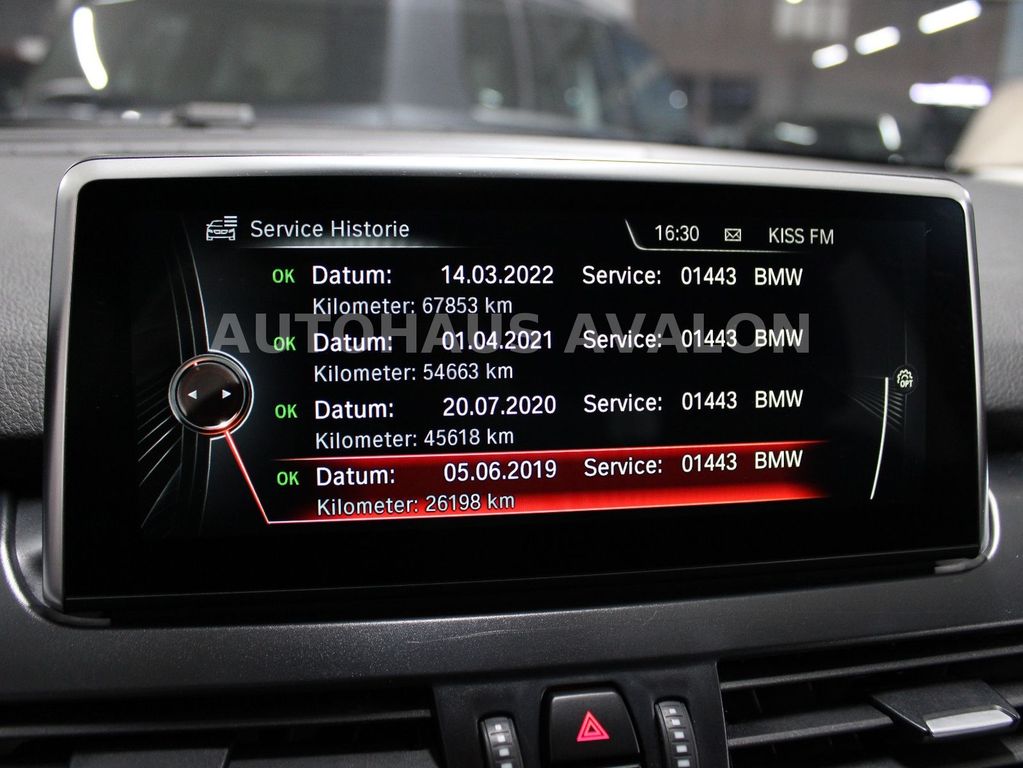 Service Historie
16:30 KISS FM
OK Datum: 14.03.2022 Service: 01443 BMW
Kilometer: 67853 km
AUTOHAUS AVALON
OK Datum: 01.04.2021 Service: 01443 BMW
Kilometer: 54663 km
OPT
OK Datum: 20.07.2020 Service: 01443 BMW
Kilometer: 45618 km
OK Datum: 05.06.2019 Service: 01443 BMW
Kilometer: 26198 km